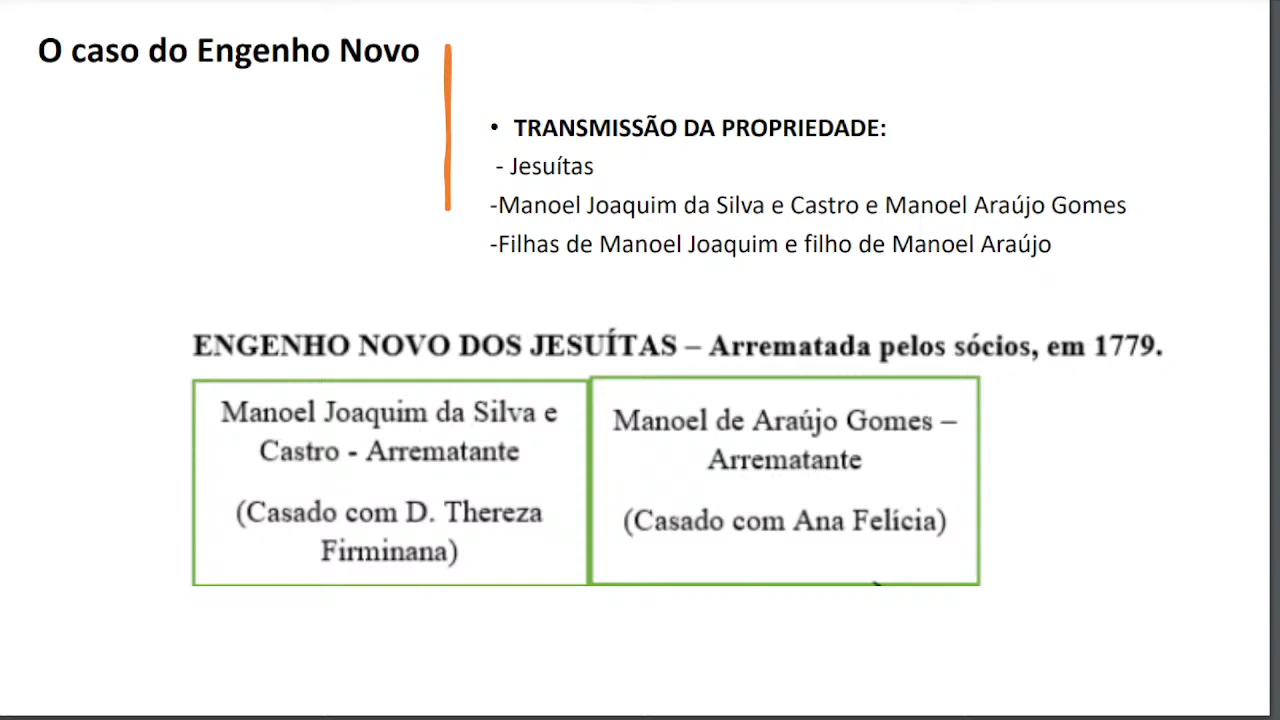 O caso do Engenho Novo
• TRANSMISSÃO DA PROPRIEDADE:
- Jesuítas
-Manoel Joaquim da Silva e Castro e Manoel Araújo Gomes
-Filhas de Manoel Joaquim e filho de Manoel Araújo
ENGENHO NOVO DOS JESUÍTAS – Arrematada pelos sócios, em 1779.
Manoel Joaquim da Silva e
Castro - Arrematante
(Casado com D. Thereza
Firminana)
Manoel de Araújo Gomes –
Arrematante
(Casado com Ana Felícia)